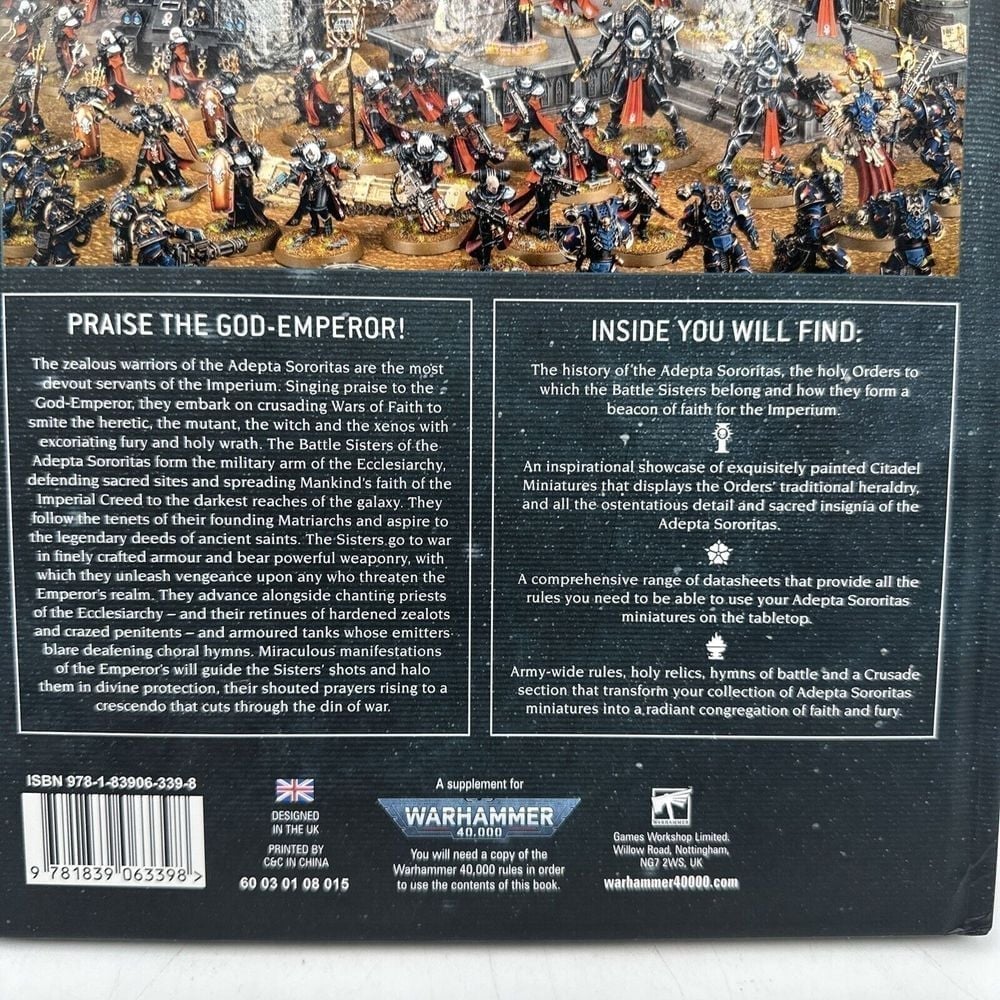 PRAISE THE GOD-EMPEROR!
The zealous warriors of the Adepta Sororitas are the most
devout servants of the Imperium. Singing praise to the
God-Emperor, they embark on crusading Wars of Faith to
smite the heretic, the mutant, the witch and the xenos with
excoriating fury and holy wrath. The Battle Sisters of the
Adepta Sororitas form the military arm of the Ecclesiarchy,
defending sacred sites and spreading Mankind's faith of the
Imperial Creed to the darkest reaches of the galaxy. They
follow the tenets of their founding Matriarchs and aspire to
the legendary deeds of ancient saints. The Sisters go to war
in finely crafted armour and bear powerful weaponry, with
which they unleash vengeance upon any who threaten the
Emperor's realm. They advance alongside chanting priests
of the Ecclesiarchy – and their retinues of hardened zealots
and crazed penitents – and armoured tanks whose emitters
blare deafening choral hymns. Miraculous manifestations
of the Emperor's will guide the Sisters' shots and halo
them in divine protection, their shouted prayers rising to a
crescendo that cuts through the din of war.
INSIDE YOU WILL FIND:
The history of the Adepta Sororitas, the holy Orders to
which the Battle Sisters belong and how they form a
beacon of faith for the Imperium.
An inspirational showcase of exquisitely painted Citadel
Miniatures that displays the Orders' traditional heraldry,
and all the ostentatious detail and sacred insignia of the
Adepta Sororitas.
A comprehensive range of datasheets that provide all the
rules you need to be able to use your Adepta Sororitas
miniatures on the tabletop.
Army-wide rules, holy relics, hymns of battle and a Crusade
section that transform your collection of Adepta Sororitas
miniatures into a radiant congregation of faith and fury.
ISBN 978-1-83906-339-8
9 781839 063398 >
DESIGNED
IN THE UK
PRINTED BY
C&C IN CHINA
60 03 01 08 015
A supplement for
WARHAMMER
40,000
You will need a copy of the
Warhammer 40,000 rules in order
to use the contents of this book.
WARHAMMER
Games Workshop Limited.
Willow Road, Nottingham,
NG7 2WS, UK
warhammer40000.com